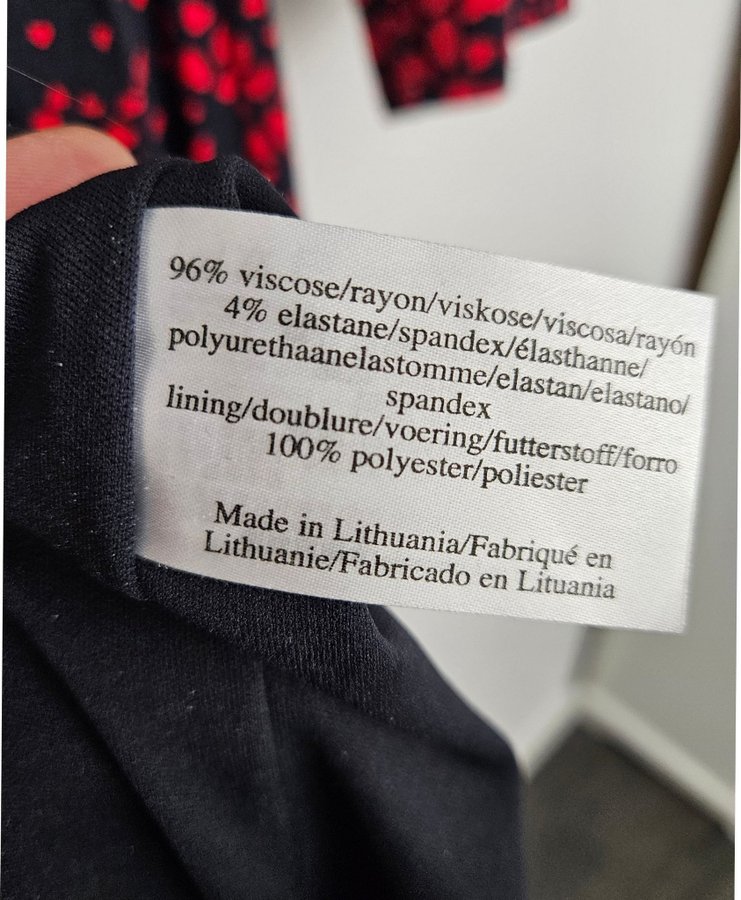 96% viscose/rayon/viskose/viscosa/rayón
4% elastane/spandex/élasthanne/
polyurethaanelastomme/elastan/elastano/
spandex
lining/doublure/voering/futterstoff/forro
100% polyester/poliester
Made in Lithuania/Fabriqué en
Lithuanie/Fabricado en Lituania